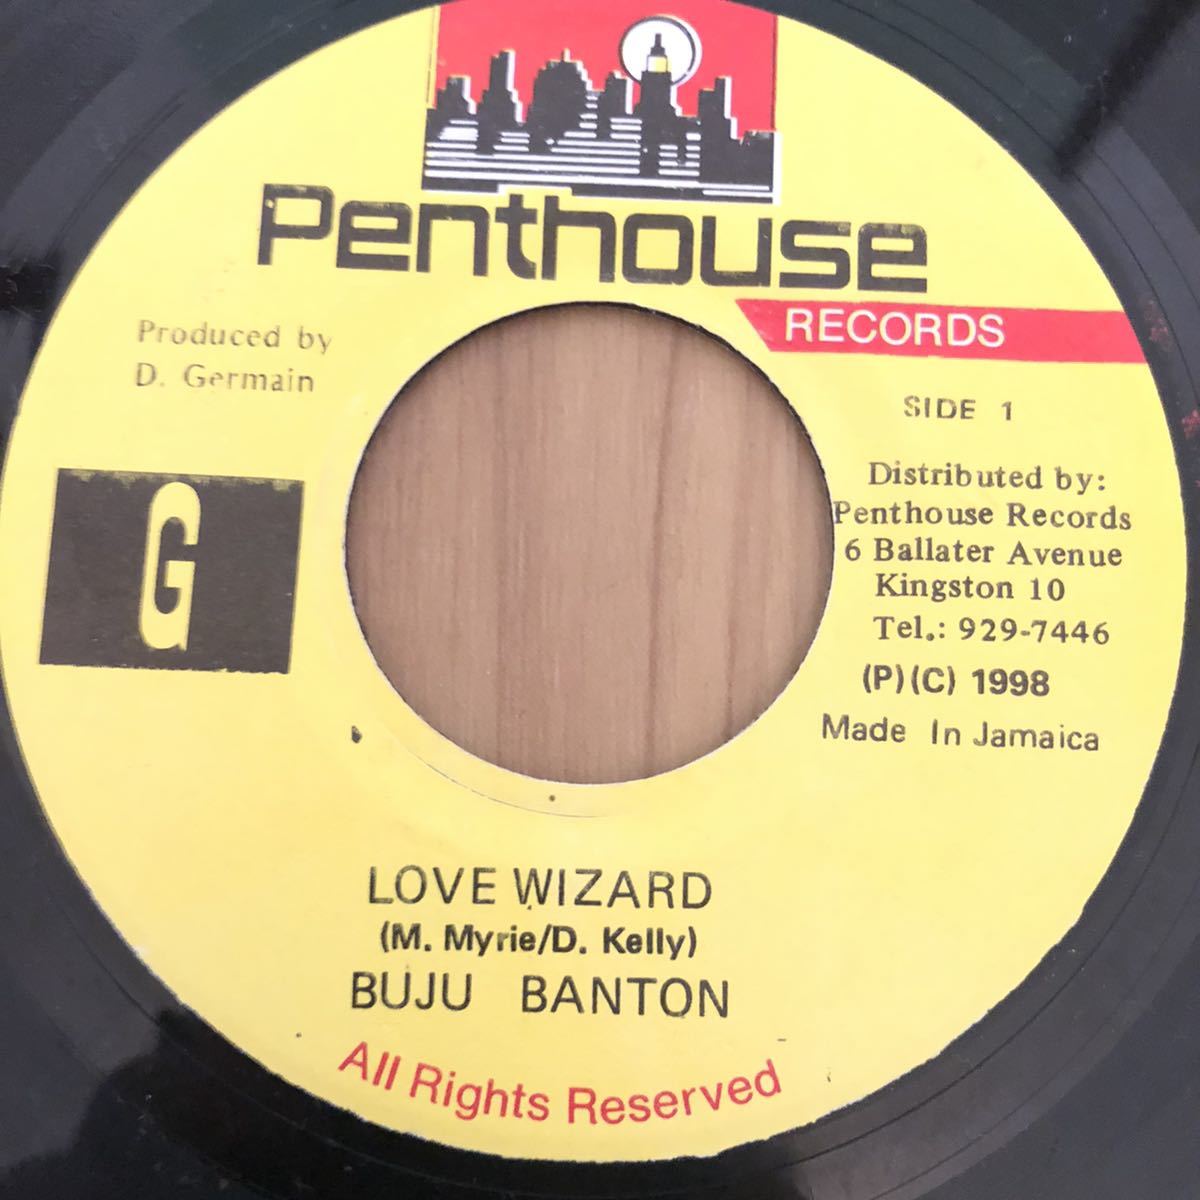 Penthouse
RECORDS
Produced by
D. Germain
G
SIDE 1
Distributed by:
Penthouse Records
6 Ballater Avenue
Kingston 10
Tel.: 929-7446
(P)(C) 1998
Made In Jamaica
LOVE WIZARD
(M. Myrie/D. Kelly)
BUJU BANTON
All Rights Reserved